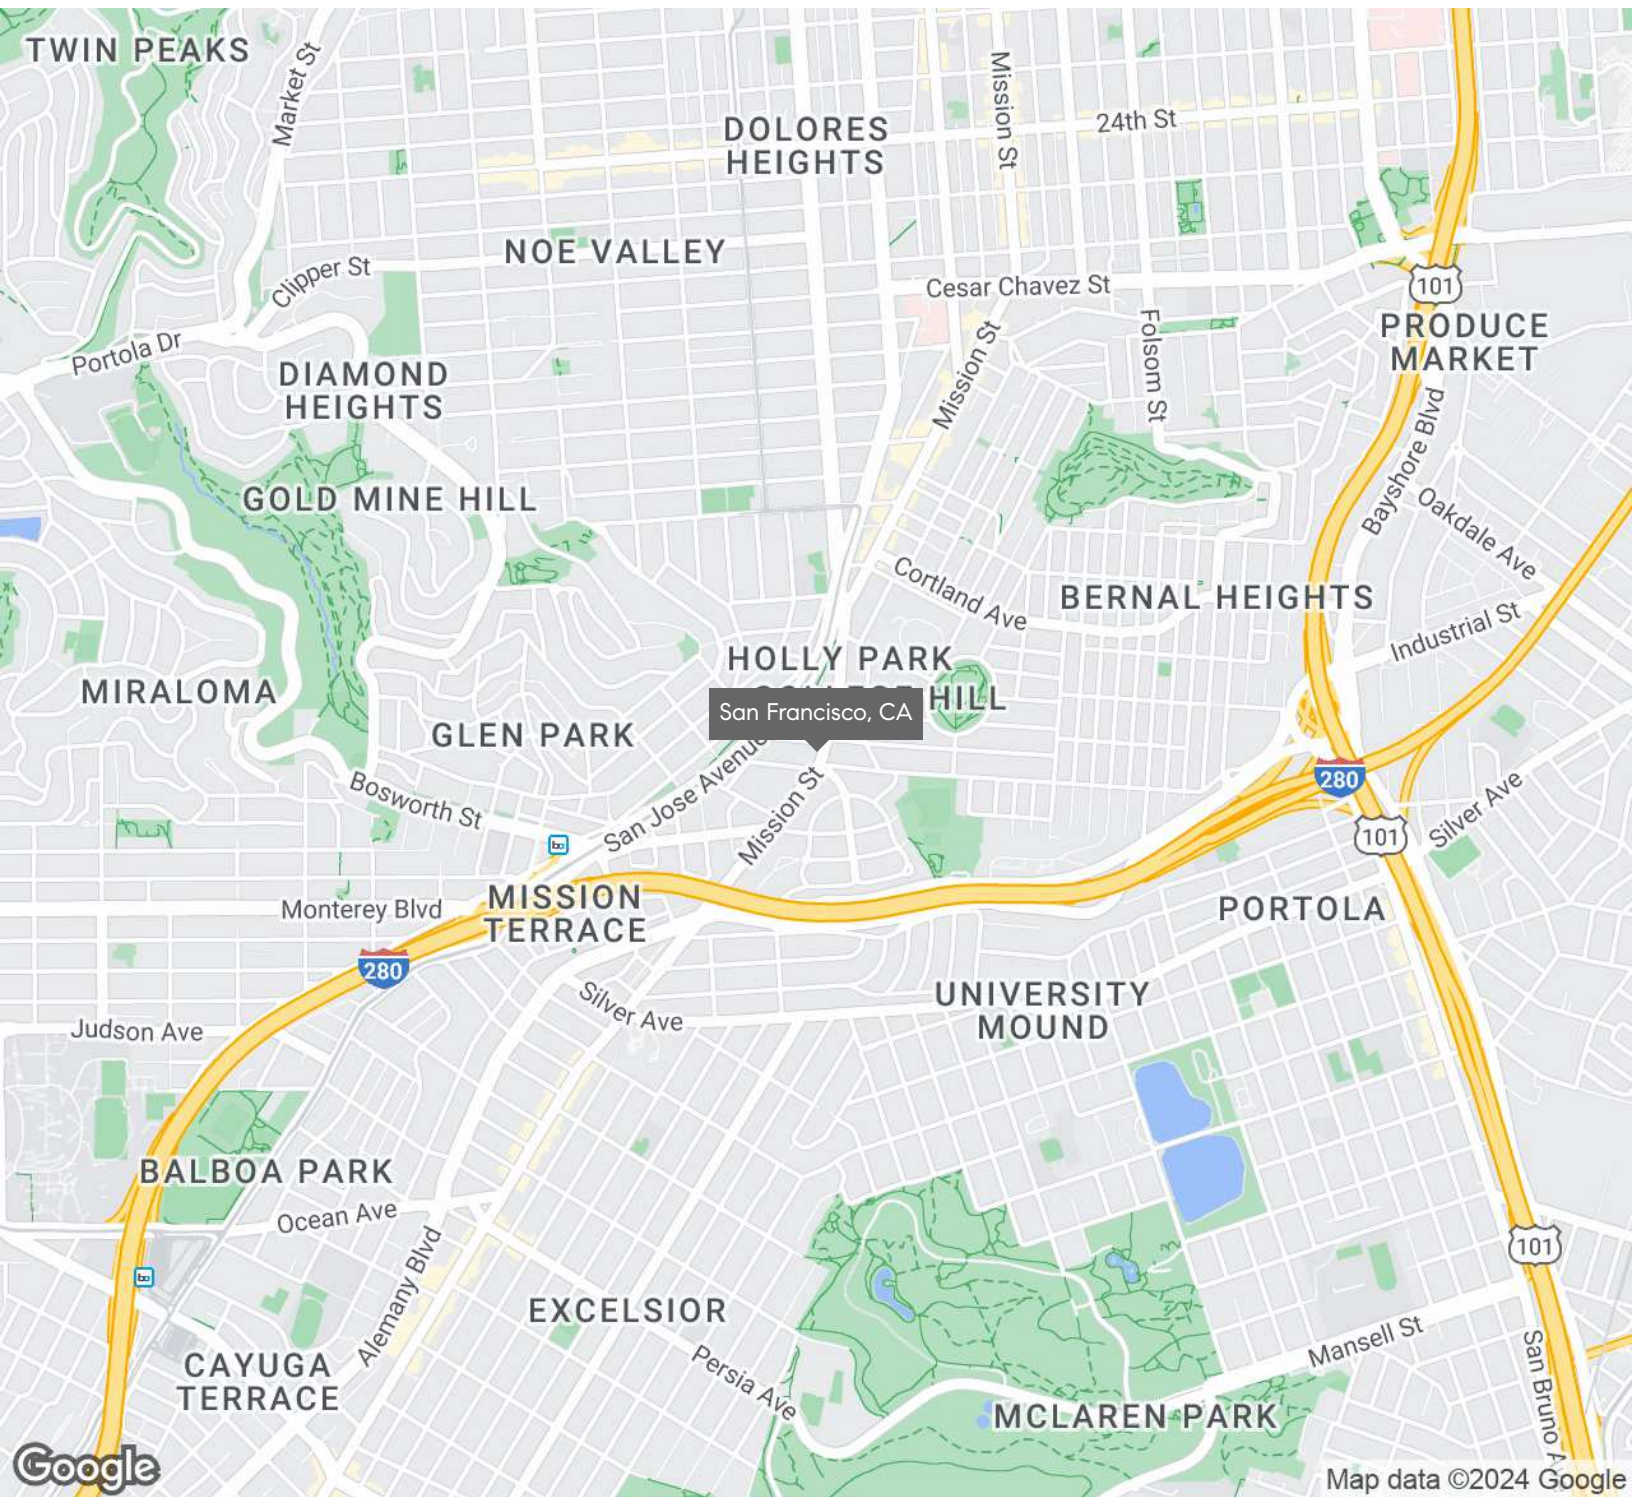 TWIN PEAKS
Market St
Mission St
24th St
DOLORES
HEIGHTS
NOE VALLEY
Clipper St
Cesar Chavez St
101
Portola Dr
Folsom St
PRODUCE
MARKET
DIAMOND
HEIGHTS
Mission St
Bayshore Blvd
GOLD MINE HILL
Oakdale Ave
Cortland Ave
BERNAL HEIGHTS
Industrial St
HOLLY PARK
MIRALOMA
HILL
San Francisco, CA
GLEN PARK
San Jose Avenue
280
Bosworth St
Mission St
Silver Ave
101
MISSION
TERRACE
Monterey Blvd
PORTOLA
280
Silver Ave
UNIVERSITY
MOUND
Judson Ave
BALBOA PARK
Ocean Ave
101
Alemany Blvd
EXCELSIOR
Mansell St
CAYUGA
TERRACE
Persia Ave
San Bruno A
MCLAREN PARK
Google
Map data ©2024 Google